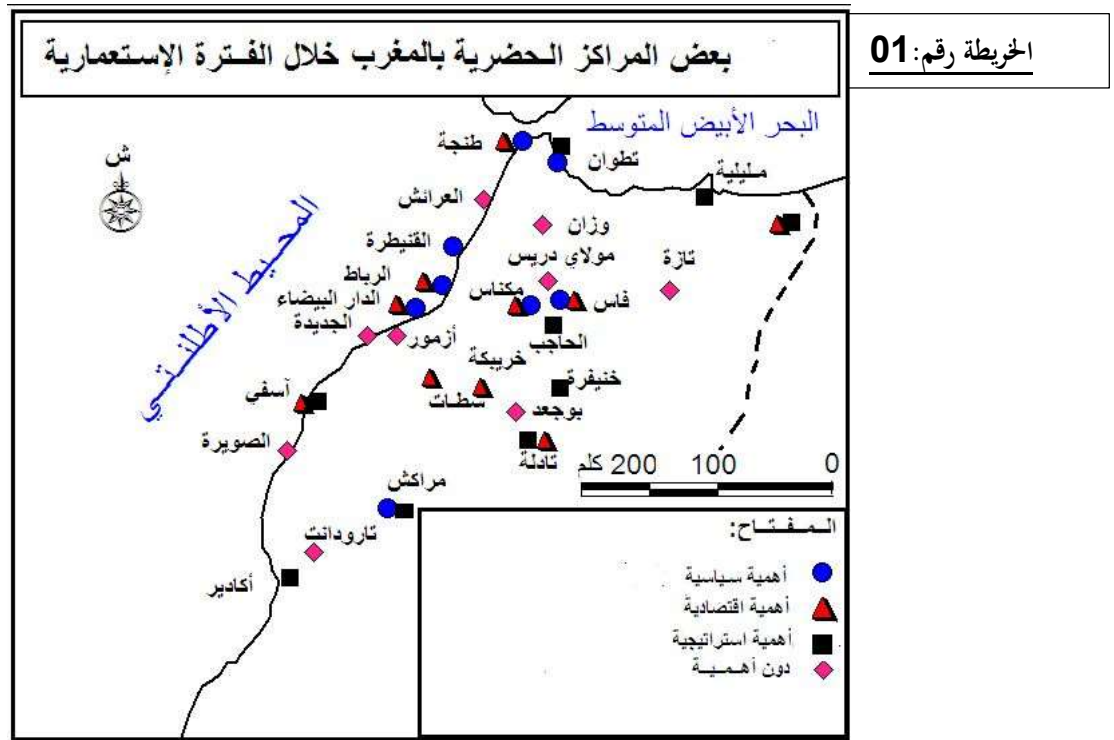 الخريطة رقم:01
بعض المراكز الحضرية بالمغرب خلال الفترة الإستعمارية
البحر الأبيض المتوسط
طنجة
تطوان
مليلية
ش
العرائش
وزان
المحيط الأطلنتي
القنيطرة
مولاي دريس
تازة
الرباط
مكناس
فاس
الدار البيضاء
الجديدة
أزمور
الحاجب
خريبكة
خنيفرة
آسفي
سطات
بوجعد
الصويرة
تادلة
0 100 200 كلم
مراكش
تارودانت
أكادير
المفتاح:
أهمية سياسية
أهمية اقتصادية
أهمية استراتيجية
دون أهمية